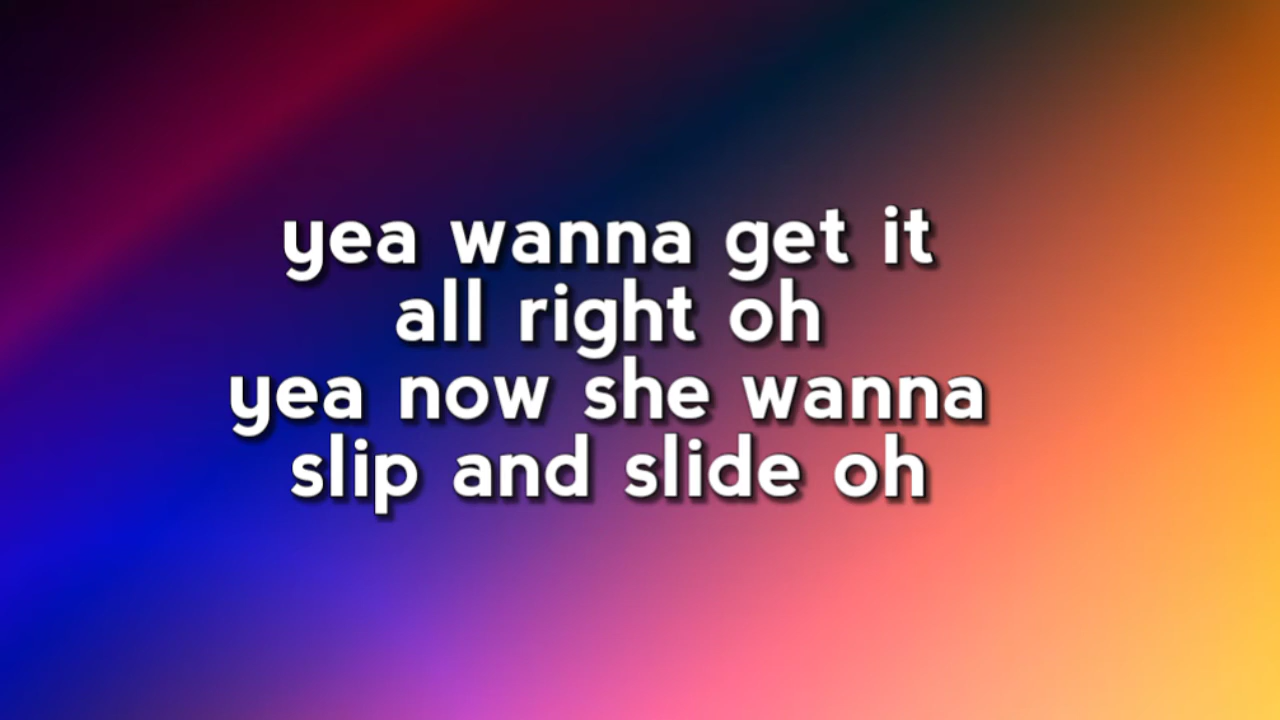 yea wanna get it
all right oh
yea now she wanna
slip and slide oh